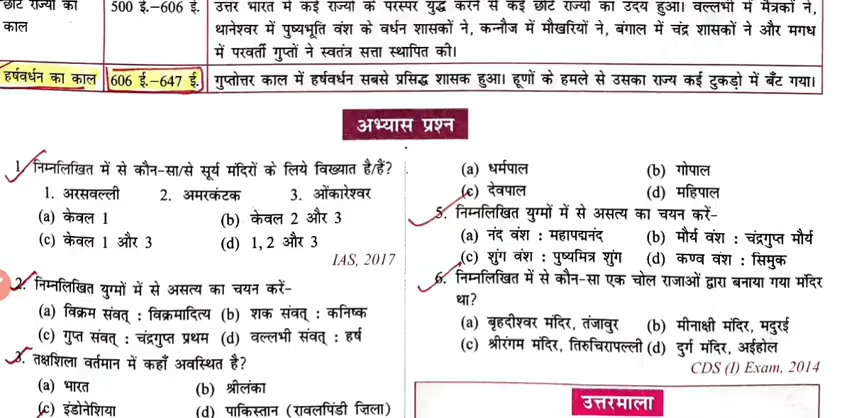 छोटे राज्यों का
काल
500 ई.–606 ई.
उत्तर भारत में कई राज्यों के परस्पर युद्ध करने से कई छोटे राज्यों का उदय हुआ। वल्लभी में मैत्रकों ने,
थानेश्वर में पुष्यभूति वंश के वर्धन शासकों ने, कन्नौज में मौखरियों ने, बंगाल में चंद्र शासकों ने और मगध
में परवर्ती गुप्तों ने स्वतंत्र सत्ता स्थापित की।
हर्षवर्धन का काल
606 ई.–647 ई.
गुप्तोत्तर काल में हर्षवर्धन सबसे प्रसिद्ध शासक हुआ। हूणों के हमले से उसका राज्य कई टुकड़ो में बँट गया।
अभ्यास प्रश्न
1. निम्नलिखित में से कौन-सा/से सूर्य मंदिरों के लिये विख्यात है/हैं?
1. अरसवल्ली 2. अमरकंटक 3. ओंकारेश्वर
(a) केवल 1 (b) केवल 2 और 3
(c) केवल 1 और 3 (d) 1, 2 और 3
IAS, 2017
2. निम्नलिखित युग्मों में से असत्य का चयन करें-
(a) विक्रम संवत् : विक्रमादित्य (b) शक संवत् : कनिष्क
(c) गुप्त संवत् : चंद्रगुप्त प्रथम (d) वल्लभी संवत् : हर्ष
3. तक्षशिला वर्तमान में कहाँ अवस्थित है?
(a) भारत (b) श्रीलंका
(c) इंडोनेशिया (d) पाकिस्तान (रावलपिंडी ज़िला)
(a) धर्मपाल (b) गोपाल
(c) देवपाल (d) महिपाल
5. निम्नलिखित युग्मों में से असत्य का चयन करें-
(a) नंद वंश : महापद्मनंद (b) मौर्य वंश : चंद्रगुप्त मौर्य
(c) शुंग वंश : पुष्यमित्र शुंग (d) कण्व वंश : सिमुक
6. निम्नलिखित में से कौन-सा एक चोल राजाओं द्वारा बनाया गया मंदिर
था?
(a) बृहदीश्वर मंदिर, तंजावुर (b) मीनाक्षी मंदिर, मदुरई
(c) श्रीरंगम मंदिर, तिरुचिरापल्ली (d) दुर्ग मंदिर, अईहोल
CDS (I) Exam, 2014
उत्तरमाला